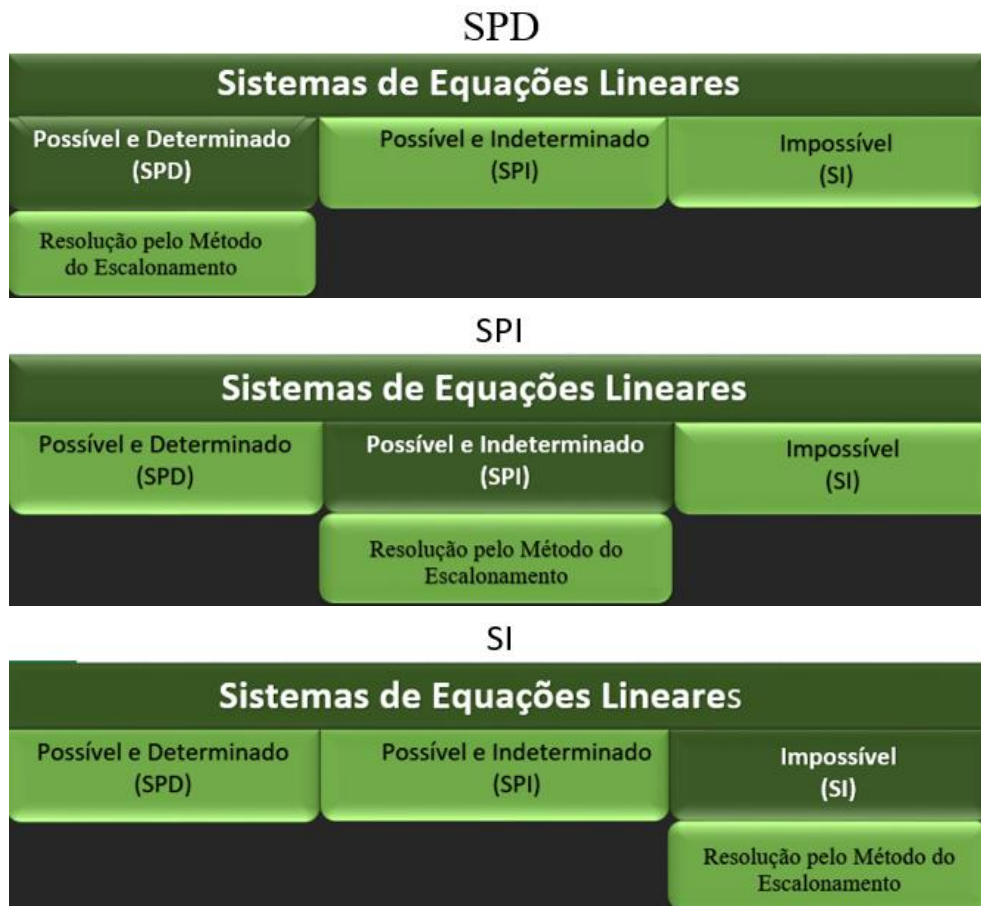 SPD
Sistemas de Equações Lineares
Possível e Determinado
(SPD)
Possível e Indeterminado
(SPI)
Impossível
(SI)
Resolução pelo Método
do Escalonamento
SPI
Sistemas de Equações Lineares
Possível e Determinado
(SPD)
Possível e Indeterminado
(SPI)
Impossível
(SI)
Resolução pelo Método do
Escalonamento
SI
Sistemas de Equações Lineares
Possível e Determinado
(SPD)
Possível e Indeterminado
(SPI)
Impossível
(SI)
Resolução pelo Método do
Escalonamento